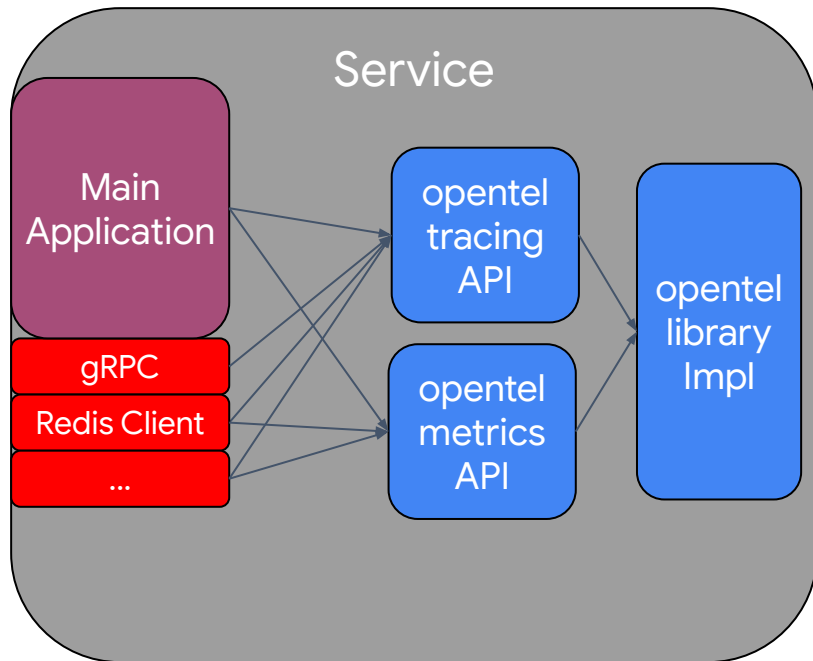 Service
Main
Application
gRPC
Redis Client
...
opentel
tracing
API
opentel
metrics
API
opentel
library
Impl